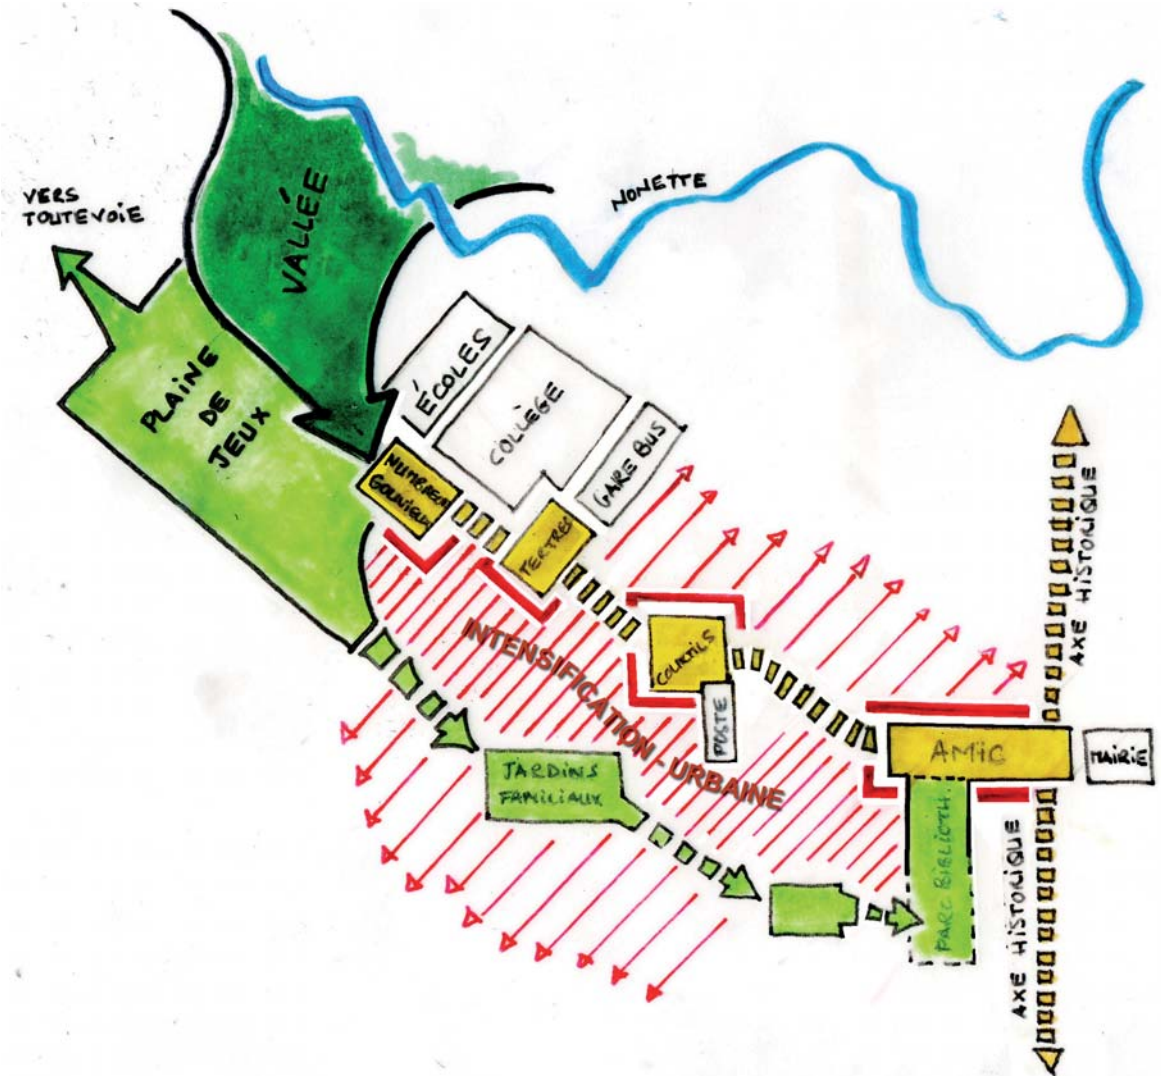 VERS
TOUTEVOIE
VALLÉE
NONETTE
PLAINE
DE
JEUX
ÉCOLES
COLLÈGE
GARE BUS
TERTRES
COURTILS
POSTE
INTENSIFICATION - URBAINE
AXE HISTORIQUE
AMIC
MAIRIE
JARDINS
FAMILIAUX
PARC BIBLIOTH.
AXE HISTORIQUE